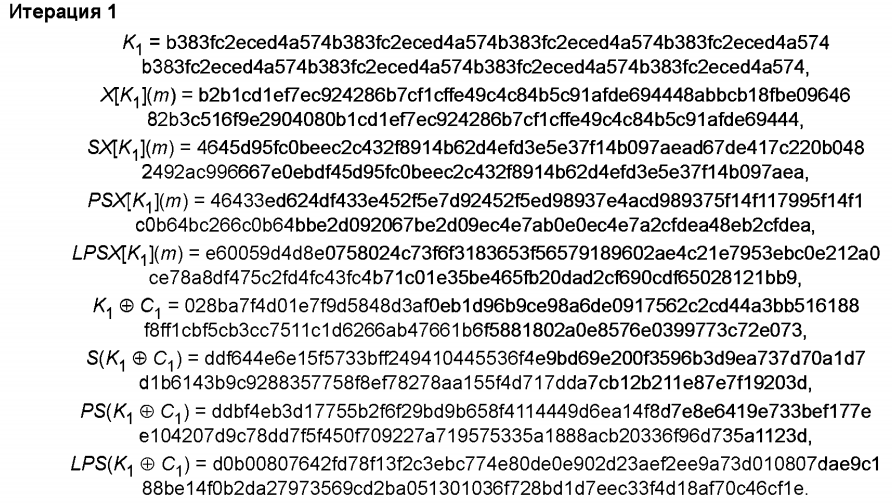 Итерация 1
K₁ = b383fc2eced4a574b383fc2eced4a574b383fc2eced4a574b383fc2eced4a574
b383fc2eced4a574b383fc2eced4a574b383fc2eced4a574b383fc2eced4a574,
X[K₁](m) = b2b1cd1ef7ec924286b7cf1cffe49c4c84b5c91afde694448abbcb18fbe09646
82b3c516f9e2904080b1cd1ef7ec924286b7cf1cffe49c4c84b5c91afde69444,
SX[K₁](m) = 4645d95fc0beec2c432f8914b62d4efd3e5e37f14b097aead67de417c220b048
2492ac996667e0ebdf45d95fc0beec2c432f8914b62d4efd3e5e37f14b097aea,
PSX[K₁](m) = 46433ed624df433e452f5e7d92452f5ed98937e4acd989375f14f117995f14f1
c0b64bc266c0b64bbe2d092067be2d09ec4e7ab0e0ec4e7a2cfdea48eb2cfdea,
LPSX[K₁](m) = e60059d4d8e0758024c73f6f3183653f56579189602ae4c21e7953ebc0e212a0
ce78a8df475c2fd4fc43fc4b71c01e35be465fb20dad2cf690cdf65028121bb9,
K₁ ⊕ C₁ = 028ba7f4d01e7f9d5848d3af0eb1d96b9ce98a6de0917562c2cd44a3bb516188
f8ff1cbf5cb3cc7511c1d6266ab47661b6f5881802a0e8576e0399773c72e073,
S(K₁ ⊕ C₁) = ddf644e6e15f5733bff249410445536f4e9bd69e200f3596b3d9ea737d70a1d7
d1b6143b9c9288357758f8ef78278aa155f4d717dda7cb12b211e87e7f19203d,
PS(K₁ ⊕ C₁) = ddbf4eb3d17755b2f6f29bd9b658f4114449d6ea14f8d7e8e6419e733bef177e
e104207d9c78dd7f5f450f709227a719575335a1888acb20336f96d735a1123d,
LPS(K₁ ⊕ C₁) = d0b00807642fd78f13f2c3ebc774e80de0e902d23aef2ee9a73d010807dae9c1
88be14f0b2da27973569cd2ba051301036f728bd1d7eec33f4d18af70c46cf1e.